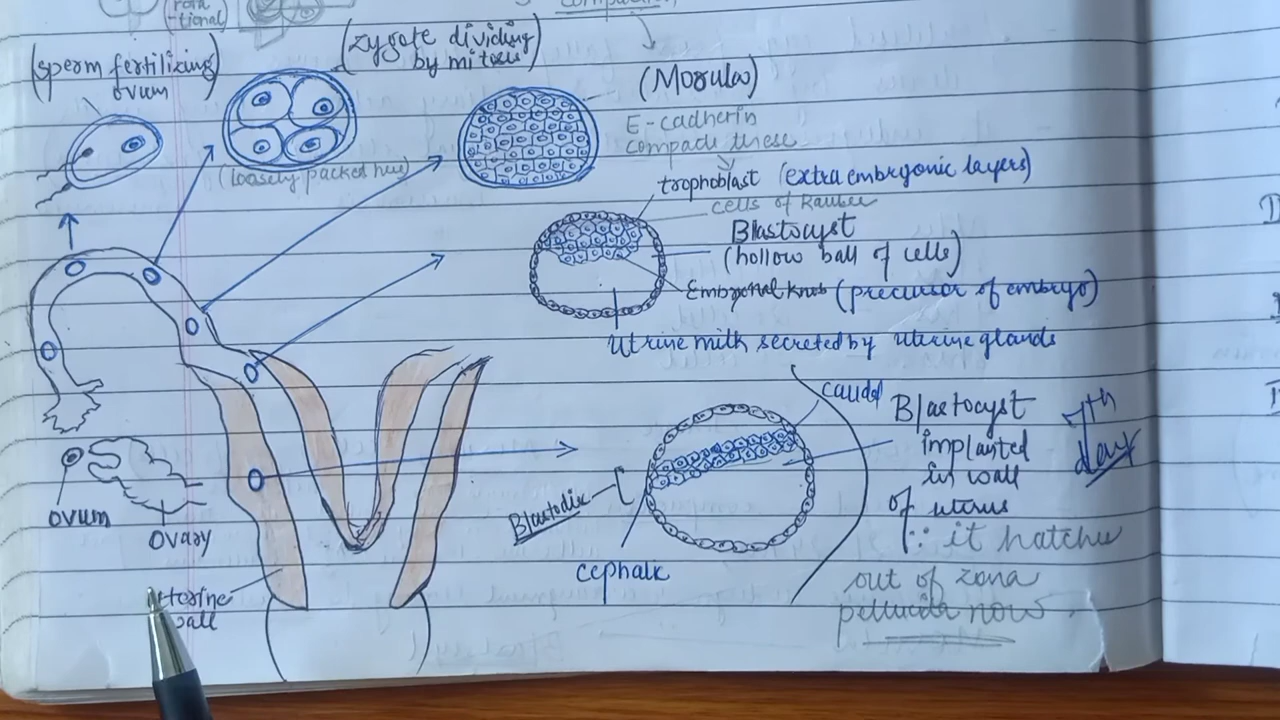 -tional)
(sperm fertilizing)
ovum
(zygote dividing)
by mitosis
(loosely packed here)
(Morula)
E-cadherin
compacts these
trophoblast (extra embryonic layers)
cells of Rauber
Blastocyst
(hollow ball of cells)
Embryonal knob (precursor of embryo)
Utrine milk secreted by uterine glands
caudal
Blastocyst
implanted
in wall
of uterus
7th
day
∵ it hatches
out of zona
pellucida now
Blastodisc
cephalic
ovum
ovary
uterine
wall